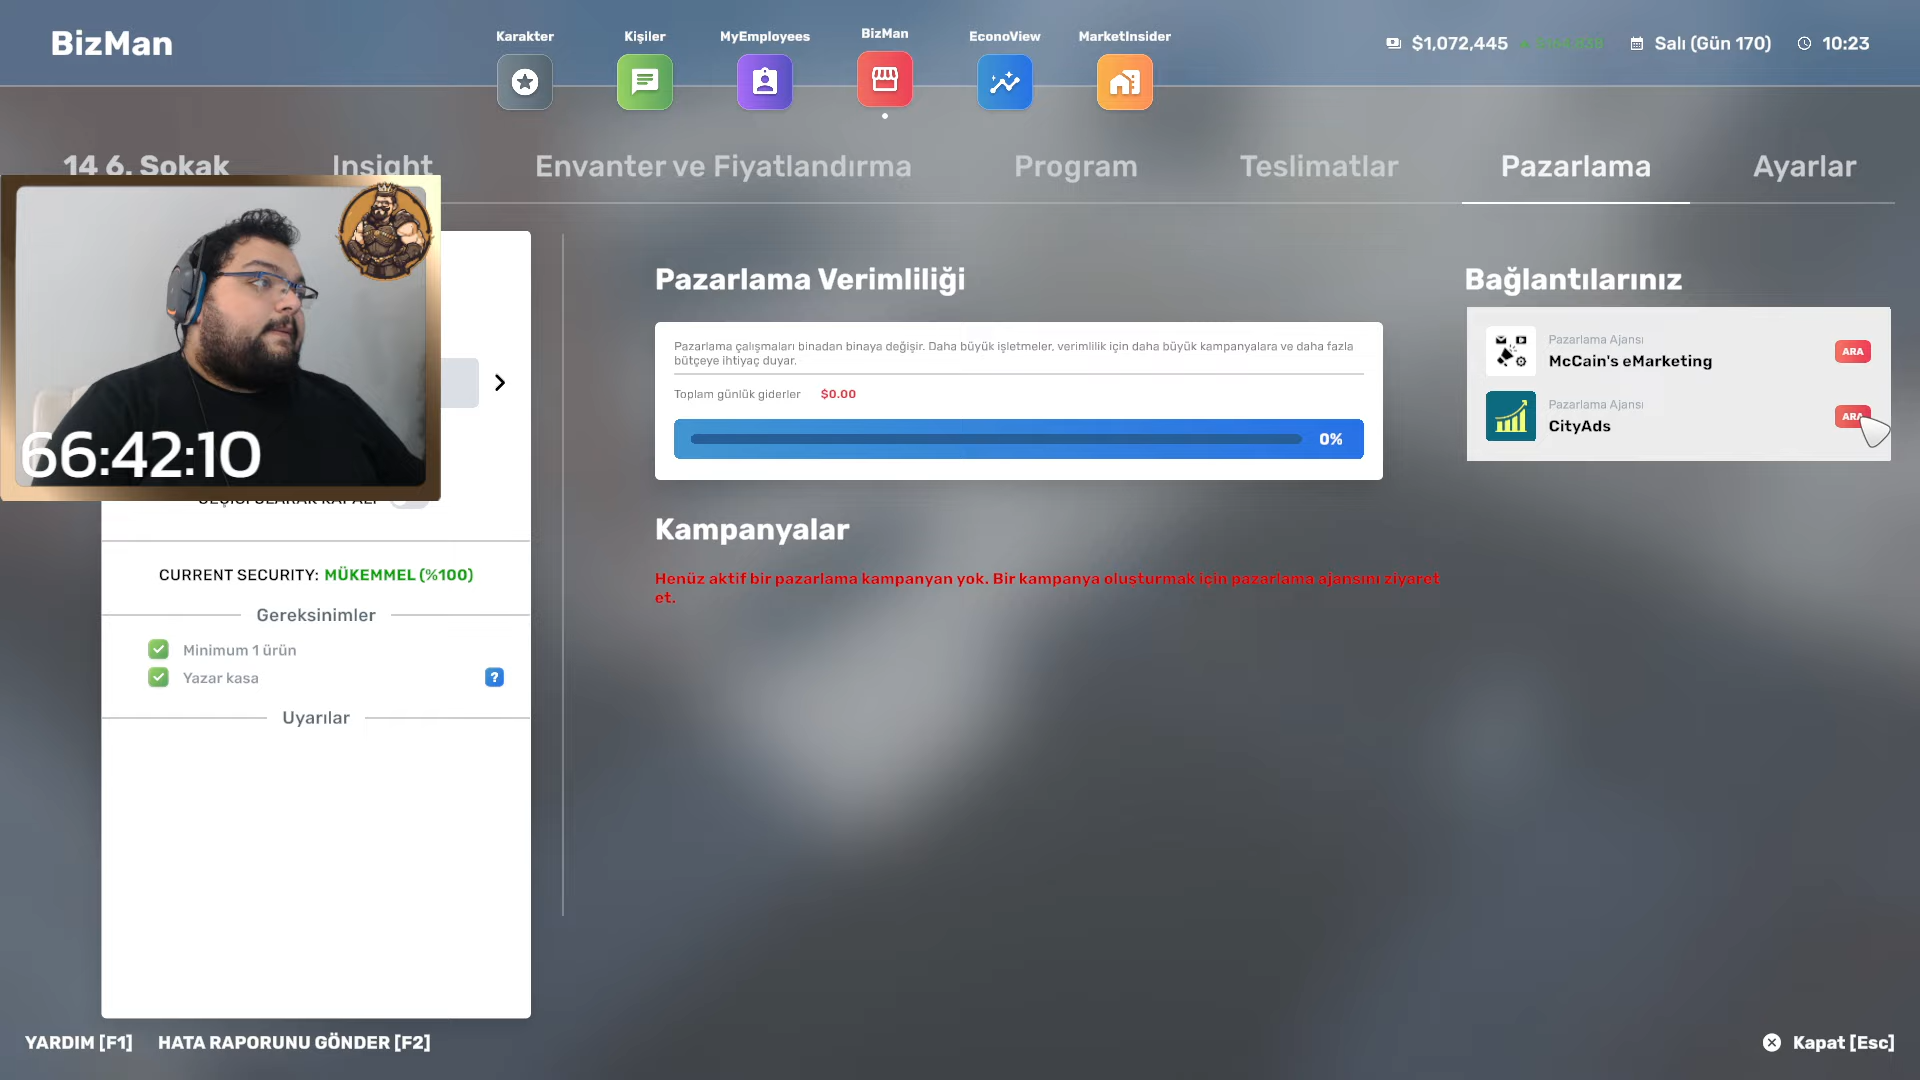 BizMan
Karakter
Kişiler
MyEmployees
BizMan
EconoView
MarketInsider
$1,072,445
Salı (Gün 170)
10:23
14 6. Sokak
Insight
Envanter ve Fiyatlandırma
Program
Teslimatlar
Pazarlama
Ayarlar
66:42:10
CURRENT SECURITY: MÜKEMMEL (%100)
Gereksinimler
Minimum 1 ürün
Yazar kasa
?
Uyarılar
Pazarlama Verimliliği
Pazarlama çalışmaları binadan binaya değişir. Daha büyük işletmeler, verimlilik için daha büyük kampanyalara ve daha fazla
bütçeye ihtiyaç duyar.
Toplam günlük giderler $0.00
0%
Kampanyalar
Henüz aktif bir pazarlama kampanyan yok. Bir kampanya oluşturmak için pazarlama ajansını ziyaret
et.
Bağlantılarınız
Pazarlama Ajansı
McCain's eMarketing
ARA
Pazarlama Ajansı
CityAds
ARA
YARDIM [F1]
HATA RAPORUNU GÖNDER [F2]
Kapat [Esc]